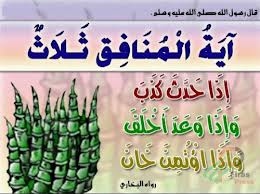 قال رسول الله صلى الله عليه وسلم .
آيَةُ الْمُنَافِقِ ثَلَاثٌ
إِذَا حَدَّثَ كَذَبَ
وَإِذَا وَعَدَ أَخْلَفَ
وَإِذَا اؤْتُمِنَ خَانَ
رواه البخاري